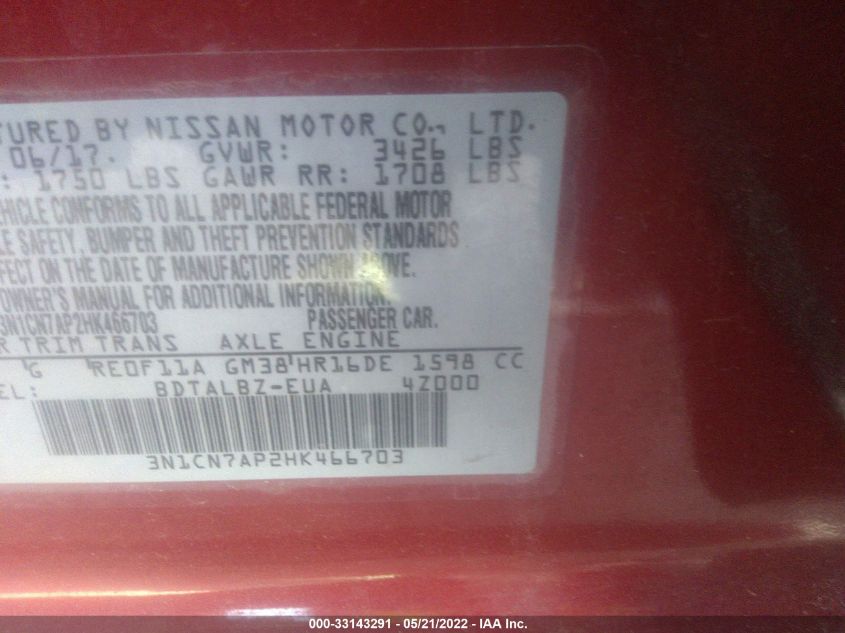 TURED BY NISSAN MOTOR CO., LTD.
06/17. GVWR: 3426 LBS
: 1750 LBS GAWR RR: 1708 LBS
HICLE CONFORMS TO ALL APPLICABLE FEDERAL MOTOR
LE SAFETY, BUMPER AND THEFT PREVENTION STANDARDS
FFECT ON THE DATE OF MANUFACTURE SHOWN ABOVE.
OWNER'S MANUAL FOR ADDITIONAL INFORMATION.
3N1CN7AP2HK466703 PASSENGER CAR.
R TRIM TRANS AXLE ENGINE
G RE0F11A GM38 HR16DE 1598 CC
EL: BDTALBZ-EUA 4Z000
3N1CN7AP2HK466703
000-33143291 - 05/21/2022 - IAA Inc.